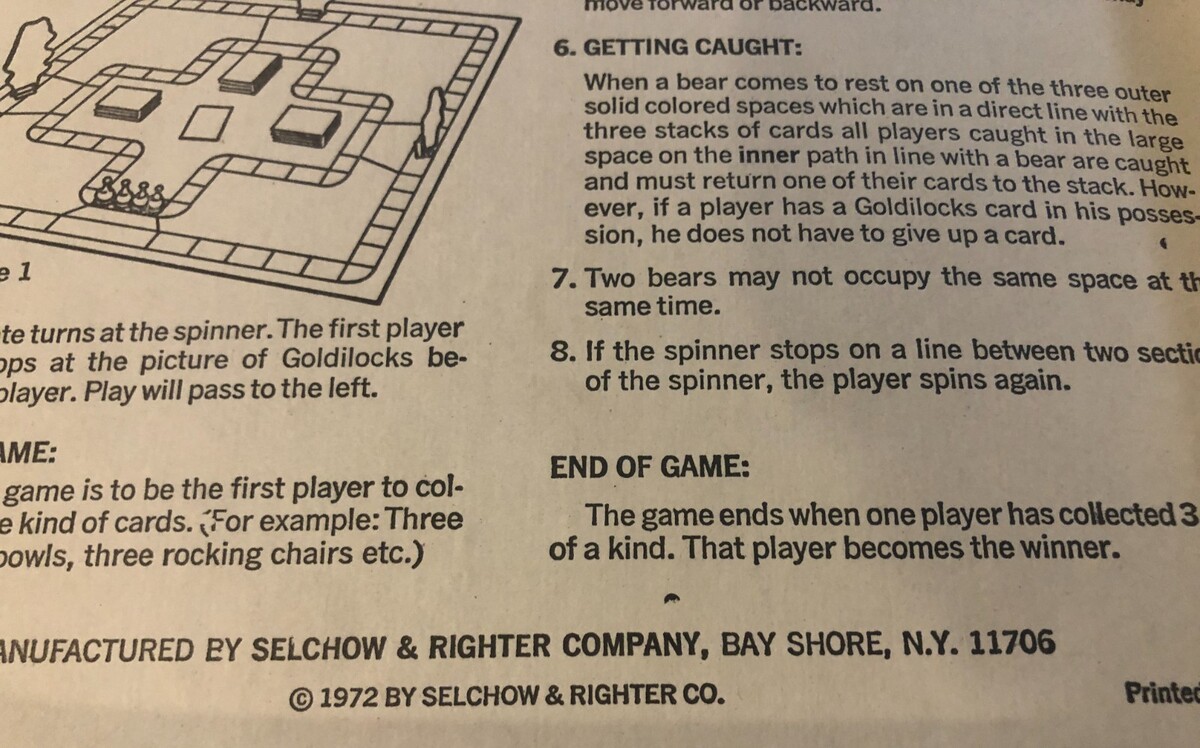 e 1
te turns at the spinner. The first player
ops at the picture of Goldilocks be-
player. Play will pass to the left.
AME:
game is to be the first player to col-
e kind of cards. (For example: Three
bowls, three rocking chairs etc.)
move forward or backward.
6. GETTING CAUGHT:
When a bear comes to rest on one of the three outer
solid colored spaces which are in a direct line with the
three stacks of cards all players caught in the large
space on the inner path in line with a bear are caught
and must return one of their cards to the stack. How-
ever, if a player has a Goldilocks card in his posses-
sion, he does not have to give up a card.
7. Two bears may not occupy the same space at th
same time.
8. If the spinner stops on a line between two sectio
of the spinner, the player spins again.
END OF GAME:
The game ends when one player has collected 3
of a kind. That player becomes the winner.
ANUFACTURED BY SELCHOW & RIGHTER COMPANY, BAY SHORE, N.Y. 11706
© 1972 BY SELCHOW & RIGHTER CO.
Printed